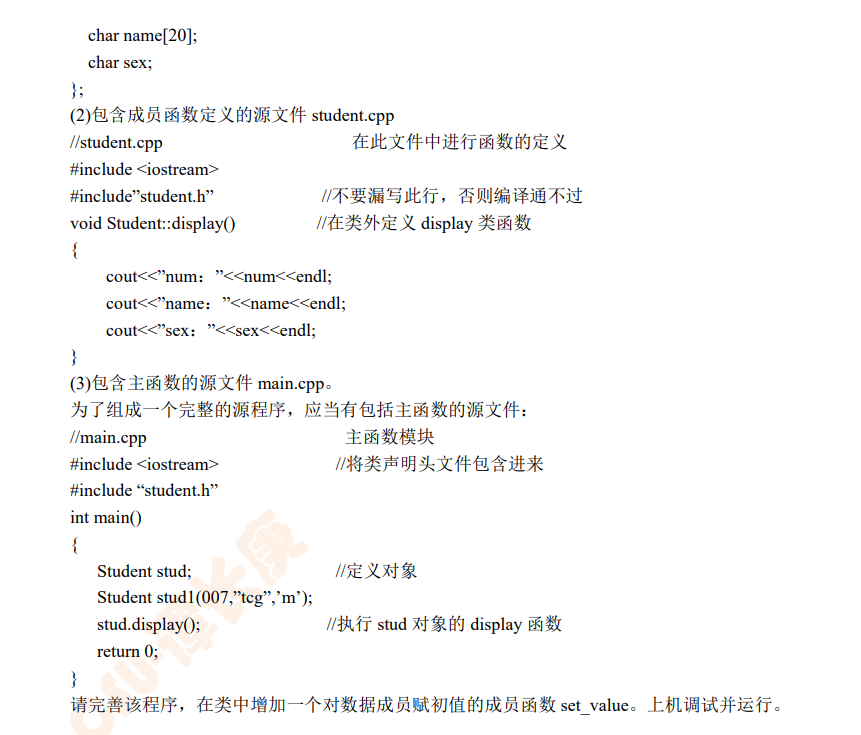 char name[20];
char sex;
};
(2)包含成员函数定义的源文件 student.cpp
//student.cpp 在此文件中进行函数的定义
#include <iostream>
#include”student.h” //不要漏写此行，否则编译通不过
void Student::display() //在类外定义 display 类函数
{
cout<<”num：”<<num<<endl;
cout<<”name：”<<name<<endl;
cout<<”sex：”<<sex<<endl;
}
(3)包含主函数的源文件 main.cpp。
为了组成一个完整的源程序，应当有包括主函数的源文件：
//main.cpp 主函数模块
#include <iostream> //将类声明头文件包含进来
#include “student.h”
int main()
{
Student stud; //定义对象
Student stud1(007,”tcg”,’m’);
stud.display(); //执行 stud 对象的 display 函数
return 0;
}
请完善该程序，在类中增加一个对数据成员赋初值的成员函数 set_value。上机调试并运行。